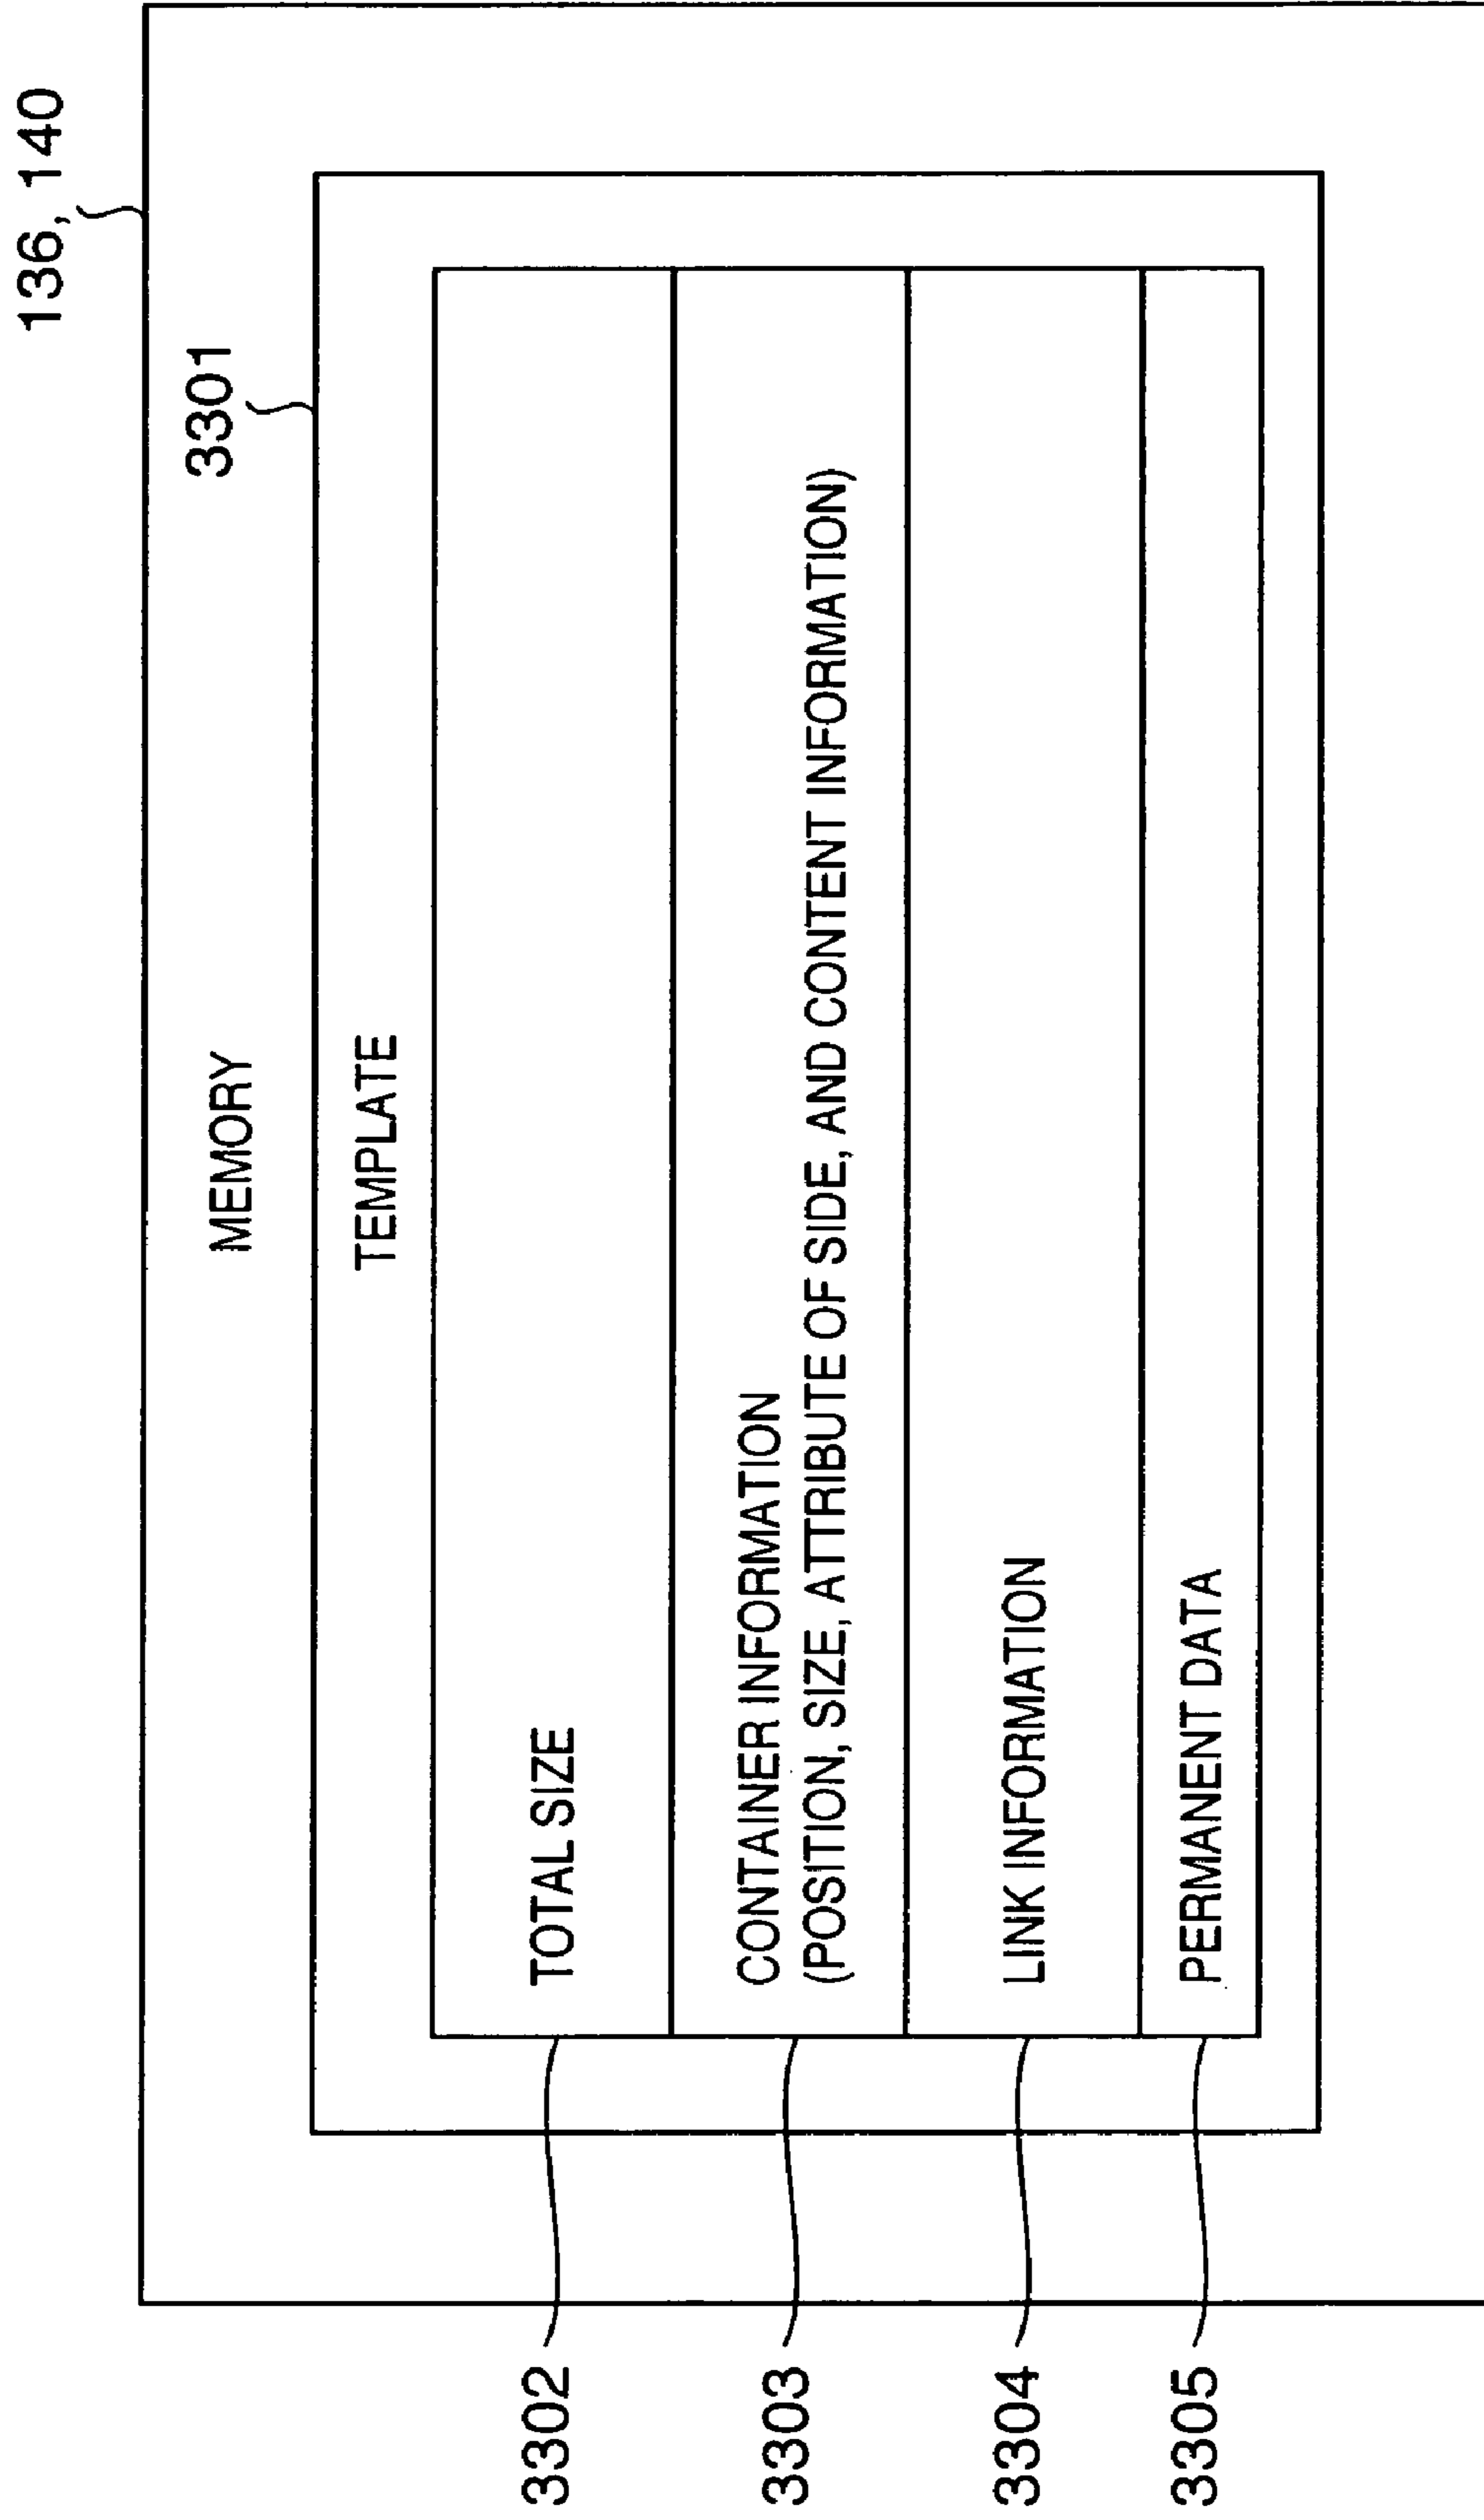 136, 140
MEMORY
3301
TEMPLATE
3302
TOTAL SIZE
3303
CONTAINER INFORMATION
(POSITION, SIZE, ATTRIBUTE OF SIDE, AND CONTENT INFORMATION)
3304
LINK INFORMATION
3305
PERMANENT DATA